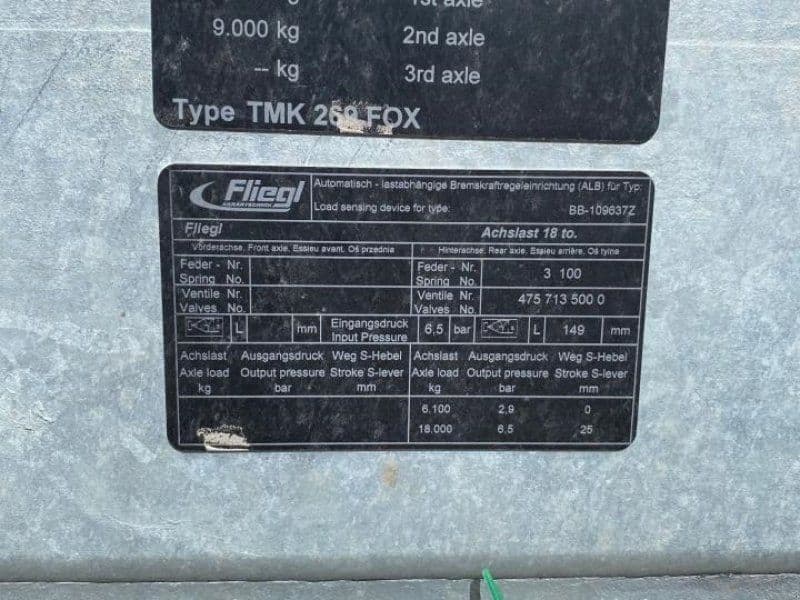 1st axle
9.000 kg 2nd axle
-- kg 3rd axle
Type TMK 269 FOX
Fliegl
Automatisch - lastabhängige Bremskraftregeleinrichtung (ALB) für Typ:
Load sensing device for type: BB-109637Z
Fliegl Achslast 18 to.
Vorderachse, Front axle, Essieu avant, Oś przednia Hinterachse, Rear axle, Essieu arrière, Oś tylna
Feder - Nr. Feder - Nr. 3 100
Spring No. Spring No.
Ventile Nr. Ventile Nr. 475 713 500 0
Valves No. Valves No.
L mm Eingangsdruck 6,5 bar L 149 mm
Input Pressure
Achslast Ausgangsdruck Weg S-Hebel Achslast Ausgangsdruck Weg S-Hebel
Axle load Output pressure Stroke S-lever Axle load Output pressure Stroke S-lever
kg bar mm kg bar mm
6.100 2,9 0
18.000 6,5 25